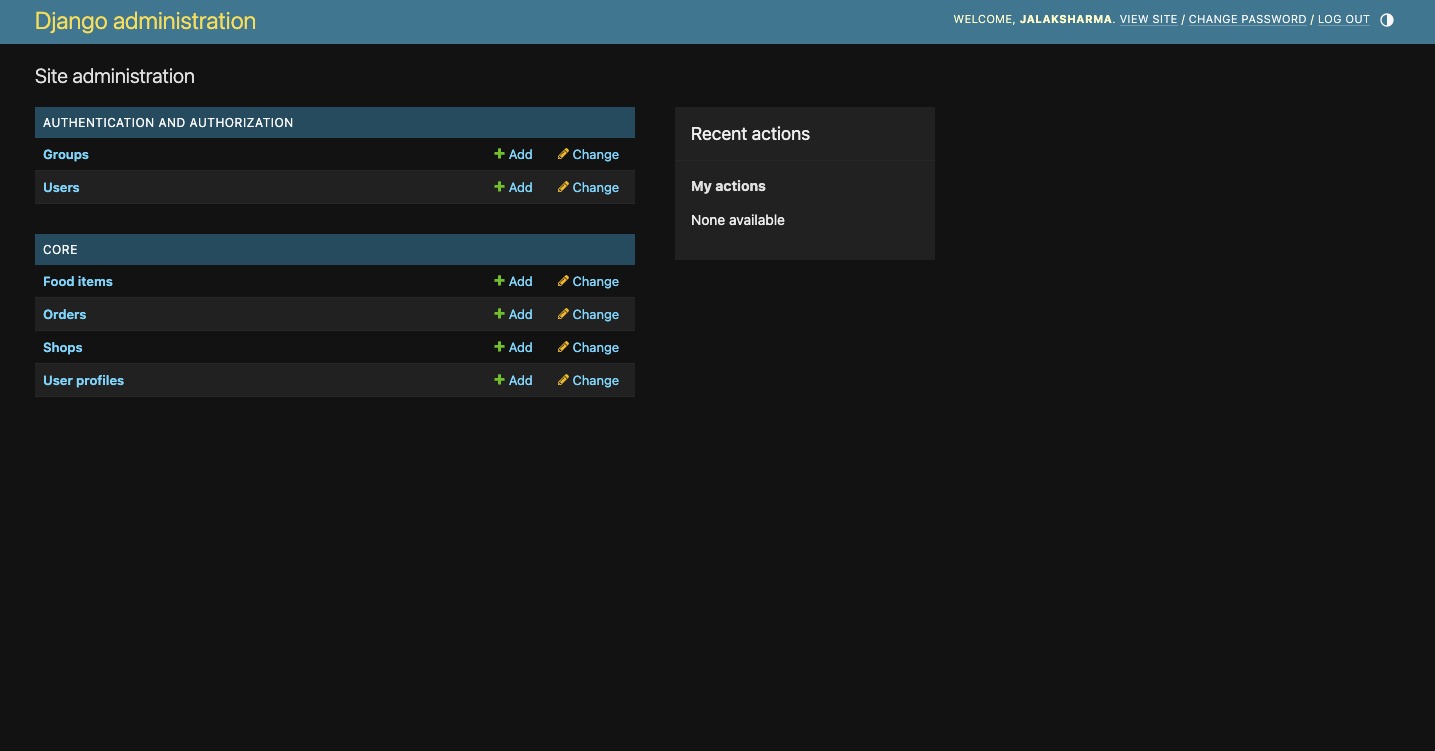 Django administration
WELCOME, JALAKSHARMA. VIEW SITE / CHANGE PASSWORD / LOG OUT
Site administration
AUTHENTICATION AND AUTHORIZATION
Groups Add Change
Users Add Change
CORE
Food items Add Change
Orders Add Change
Shops Add Change
User profiles Add Change
Recent actions
My actions
None available